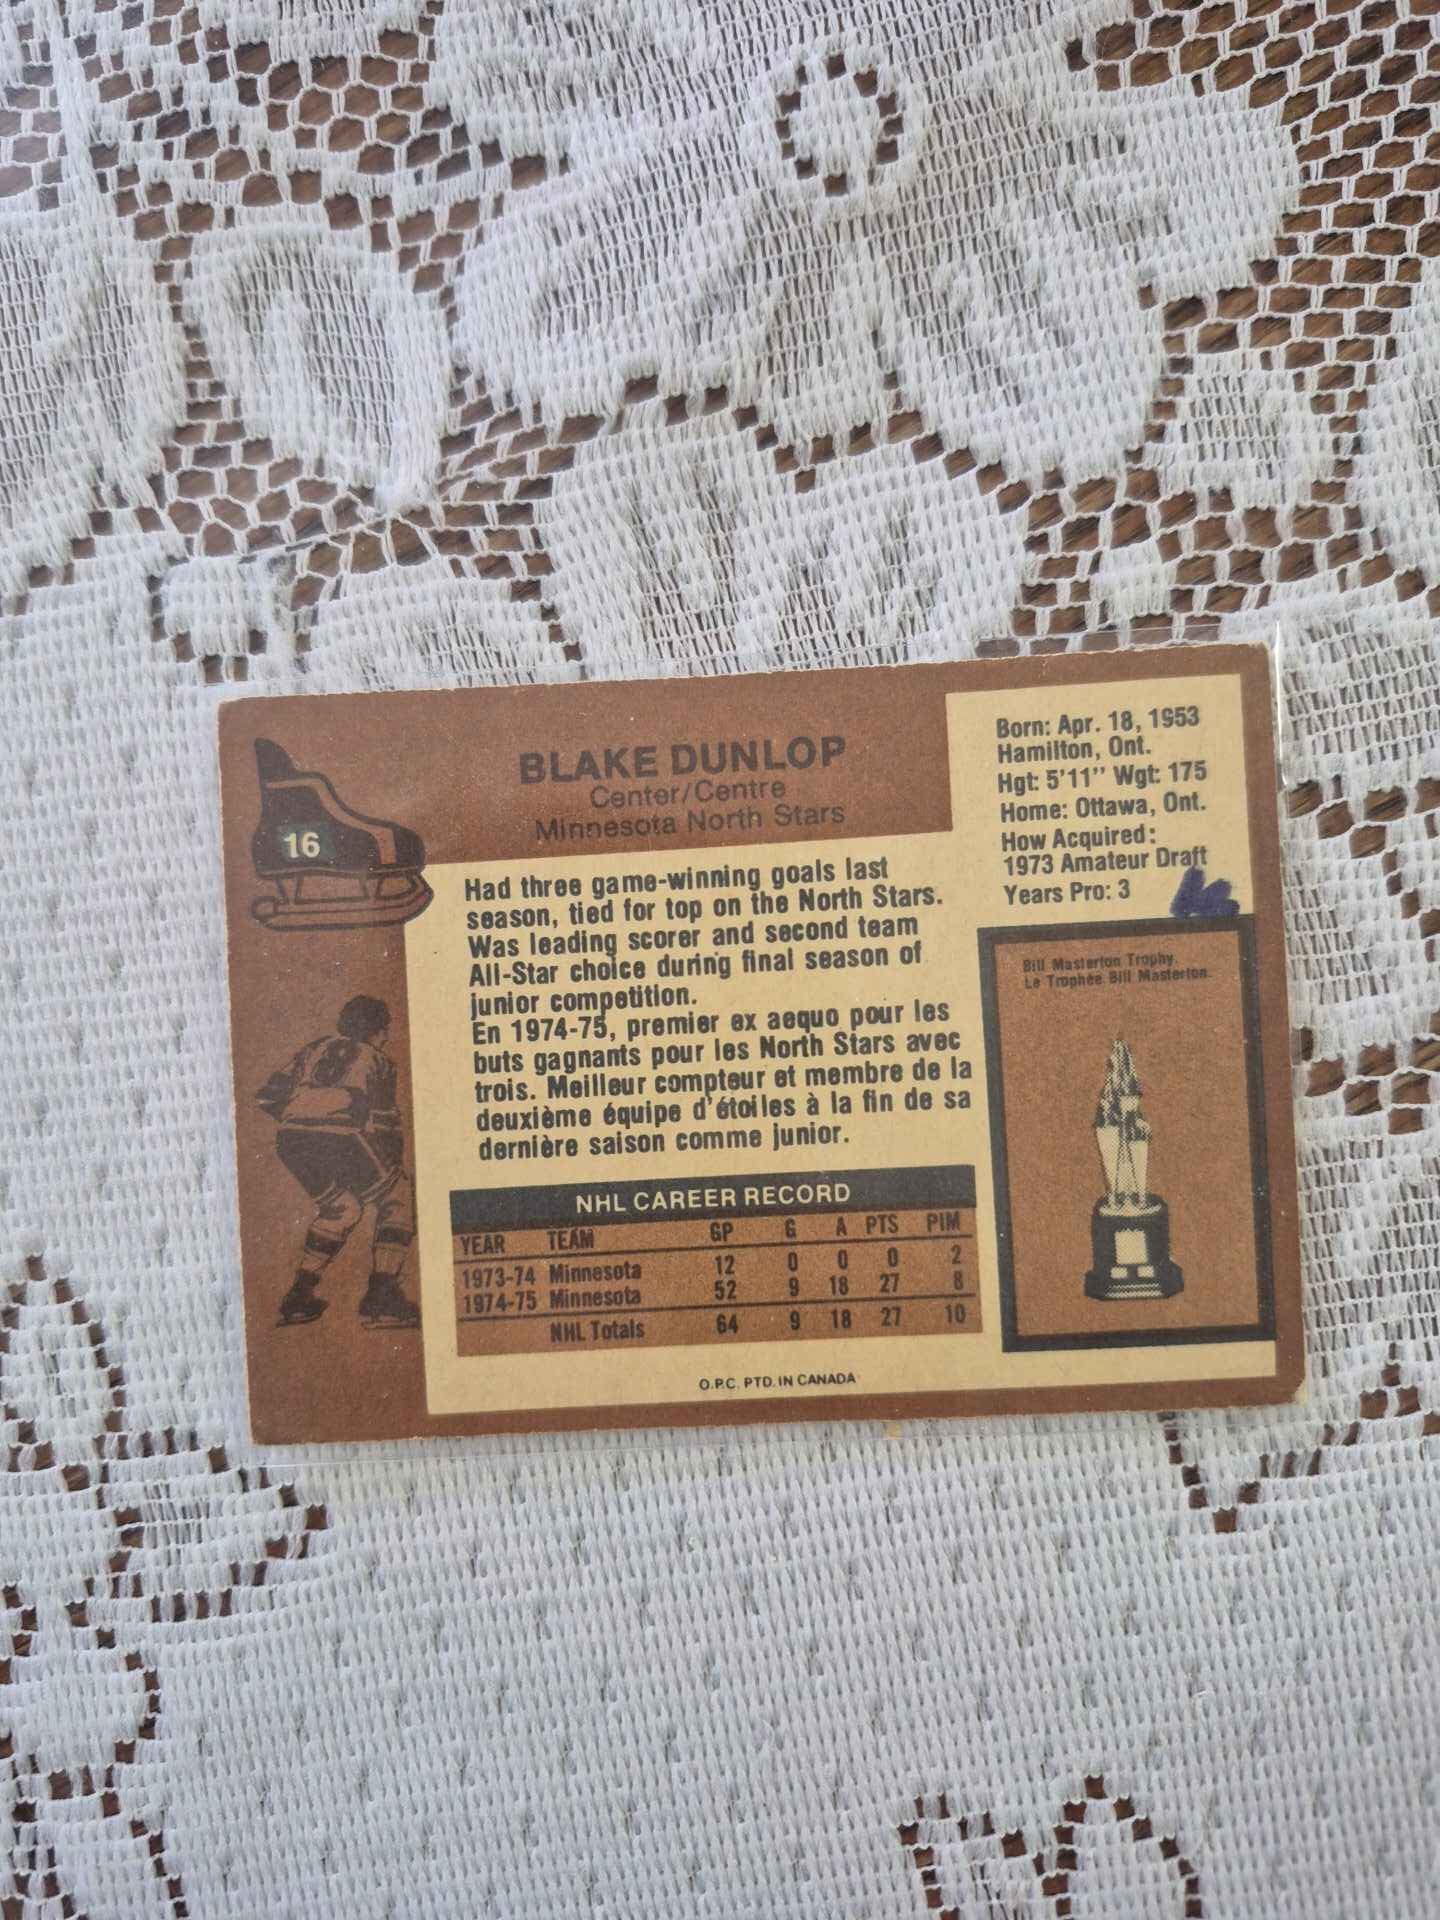 16
BLAKE DUNLOP
Center/Centre
Minnesota North Stars
Born: Apr. 18, 1953
Hamilton, Ont.
Hgt: 5'11" Wgt: 175
Home: Ottawa, Ont.
How Acquired:
1973 Amateur Draft
Years Pro: 3
Had three game-winning goals last
season, tied for top on the North Stars.
Was leading scorer and second team
All-Star choice during final season of
junior competition.
En 1974-75, premier ex aequo pour les
buts gagnants pour les North Stars avec
trois. Meilleur compteur et membre de la
deuxième équipe d'étoiles à la fin de sa
dernière saison comme junior.
Bill Masterton Trophy.
Le Trophée Bill Masterton.
8
NHL CAREER RECORD
YEAR TEAM GP G A PTS PIM
1973-74 Minnesota 12 0 0 0 2
1974-75 Minnesota 52 9 18 27 8
NHL Totals 64 9 18 27 10
O.P.C. PTD. IN CANADA